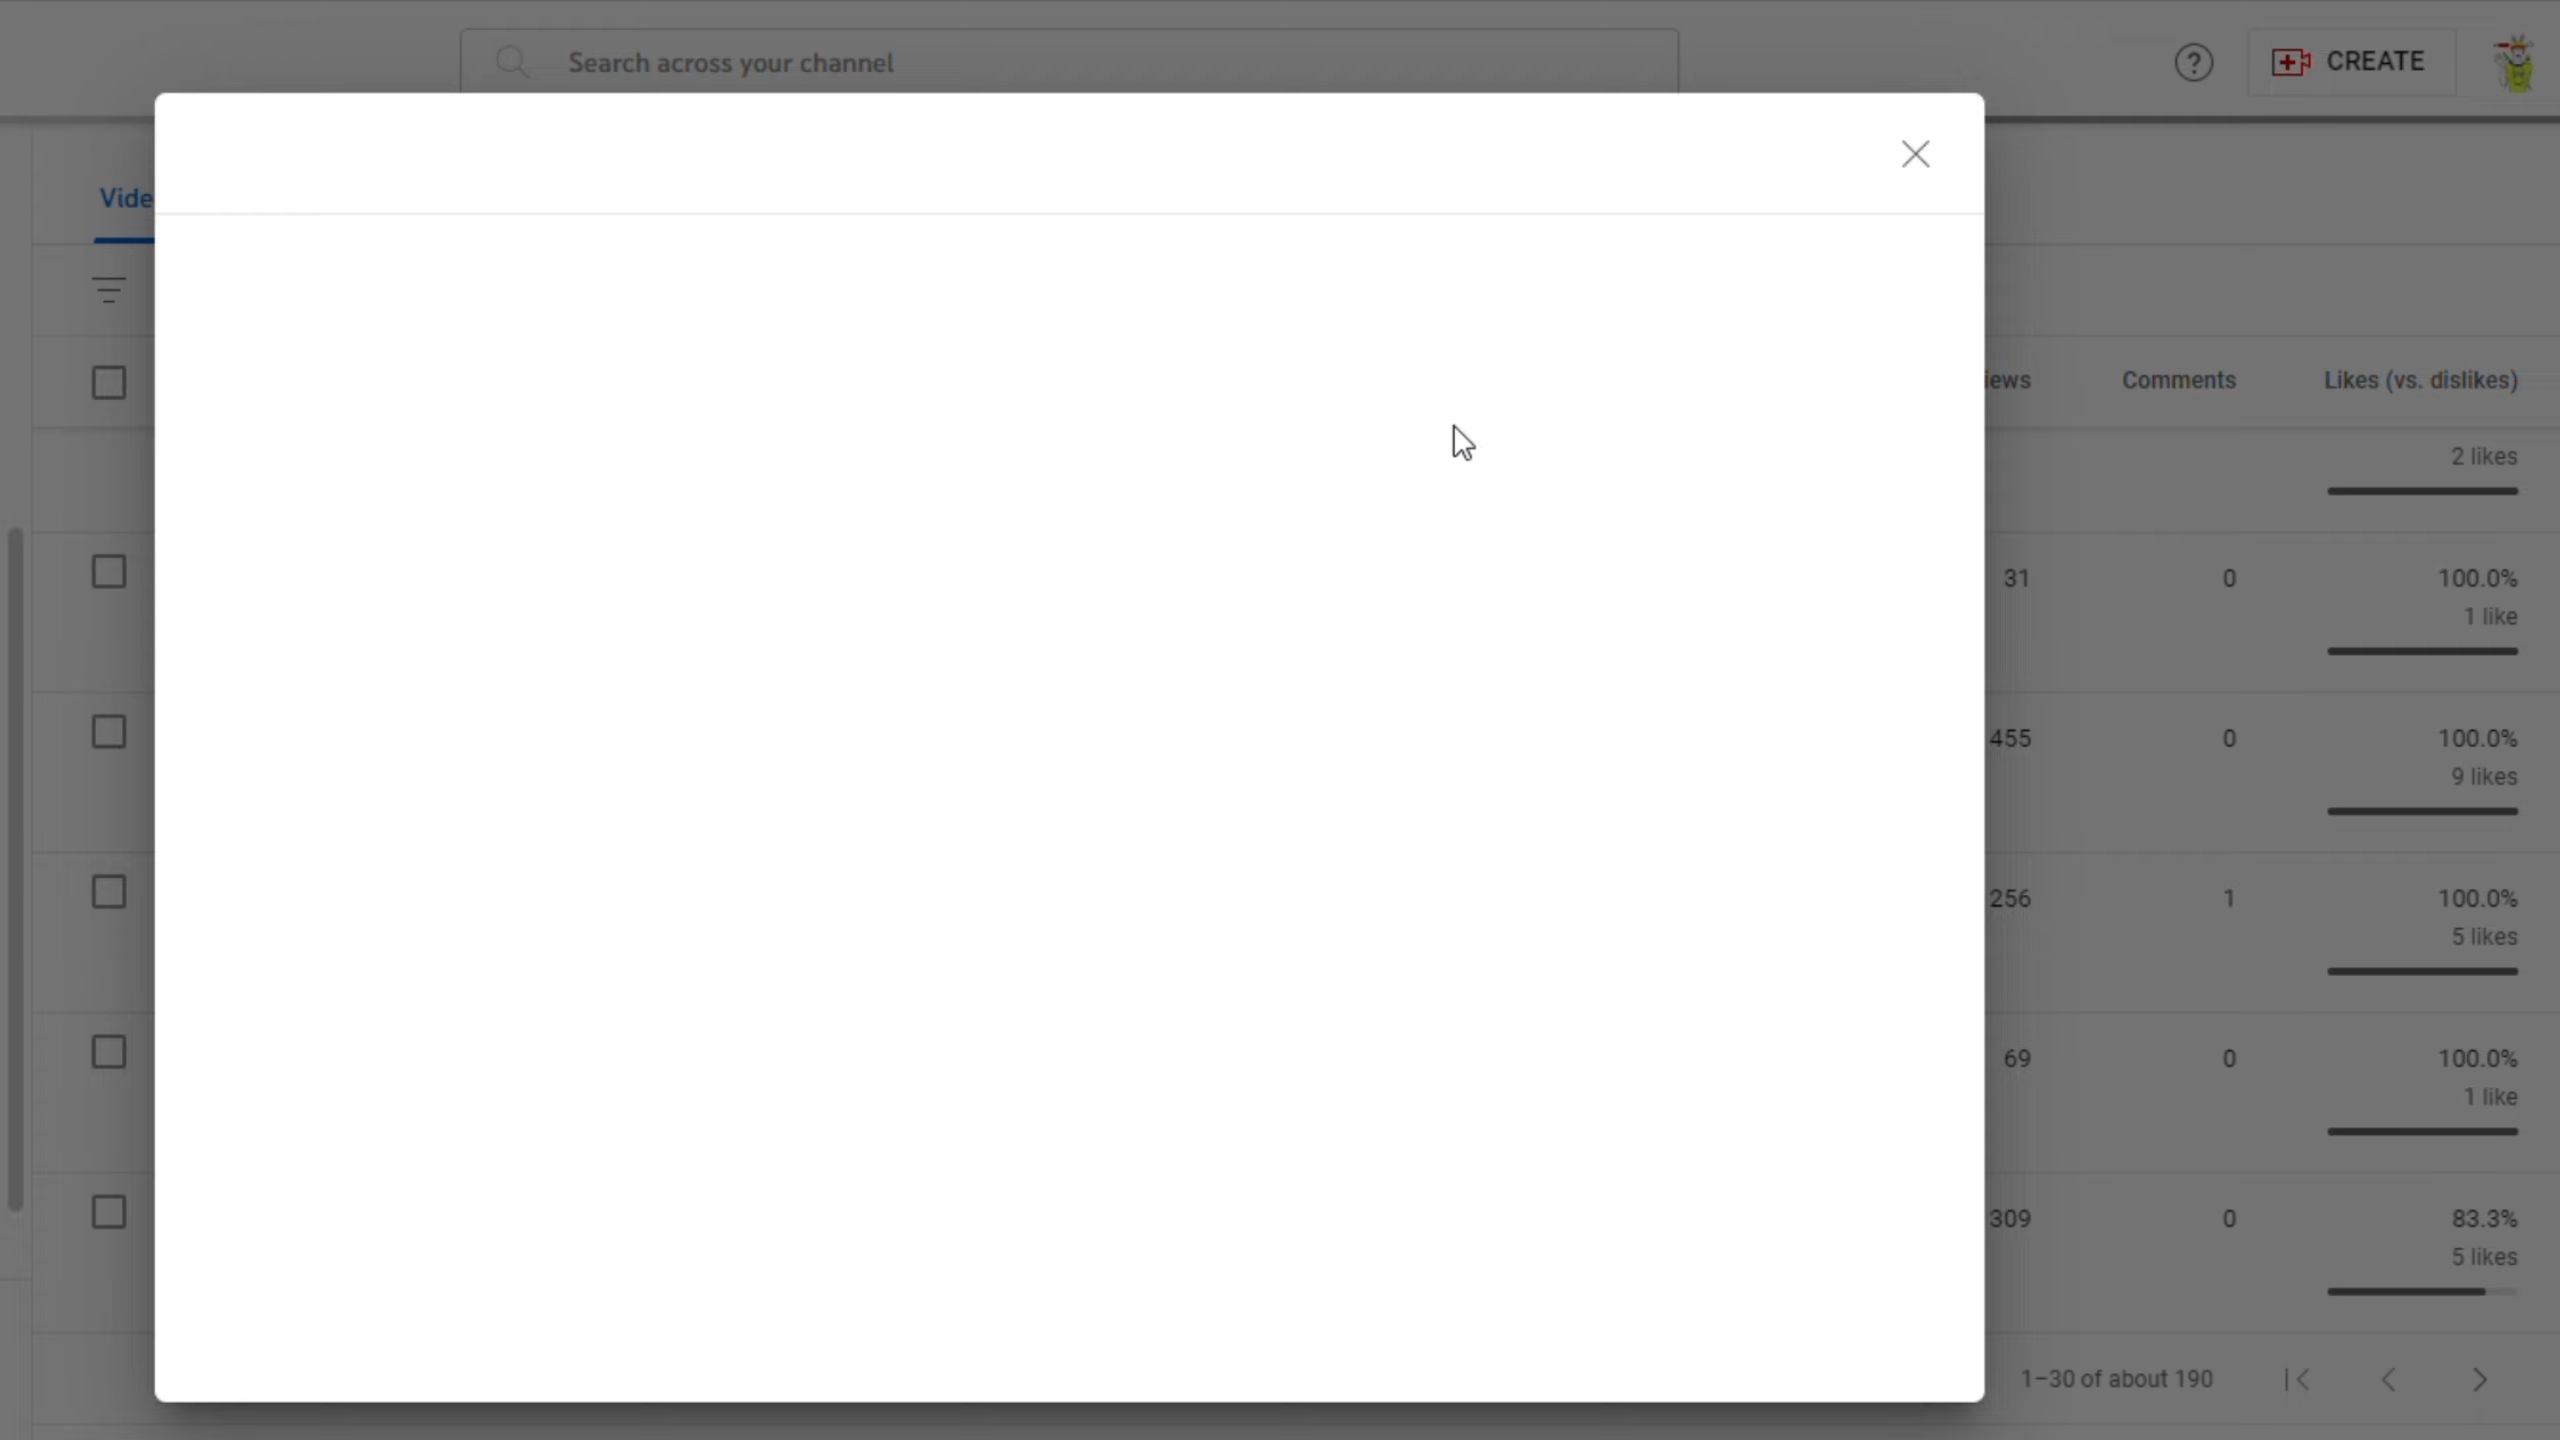 Search across your channel
CREATE
Vide
iews Comments Likes (vs. dislikes)
2 likes
31 0 100.0%
1 like
455 0 100.0%
9 likes
256 1 100.0%
5 likes
69 0 100.0%
1 like
309 0 83.3%
5 likes
1–30 of about 190